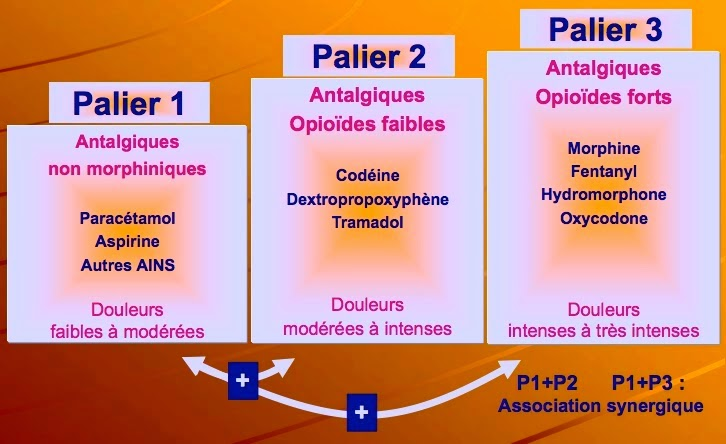 Palier 1
Antalgiques
non morphiniques
Paracétamol
Aspirine
Autres AINS
Douleurs
faibles à modérées
Palier 2
Antalgiques
Opioïdes faibles
Codéine
Dextropropoxyphène
Tramadol
Douleurs
modérées à intenses
Palier 3
Antalgiques
Opioïdes forts
Morphine
Fentanyl
Hydromorphone
Oxycodone
Douleurs
intenses à très intenses
+
+
P1+P2 P1+P3 :
Association synergique